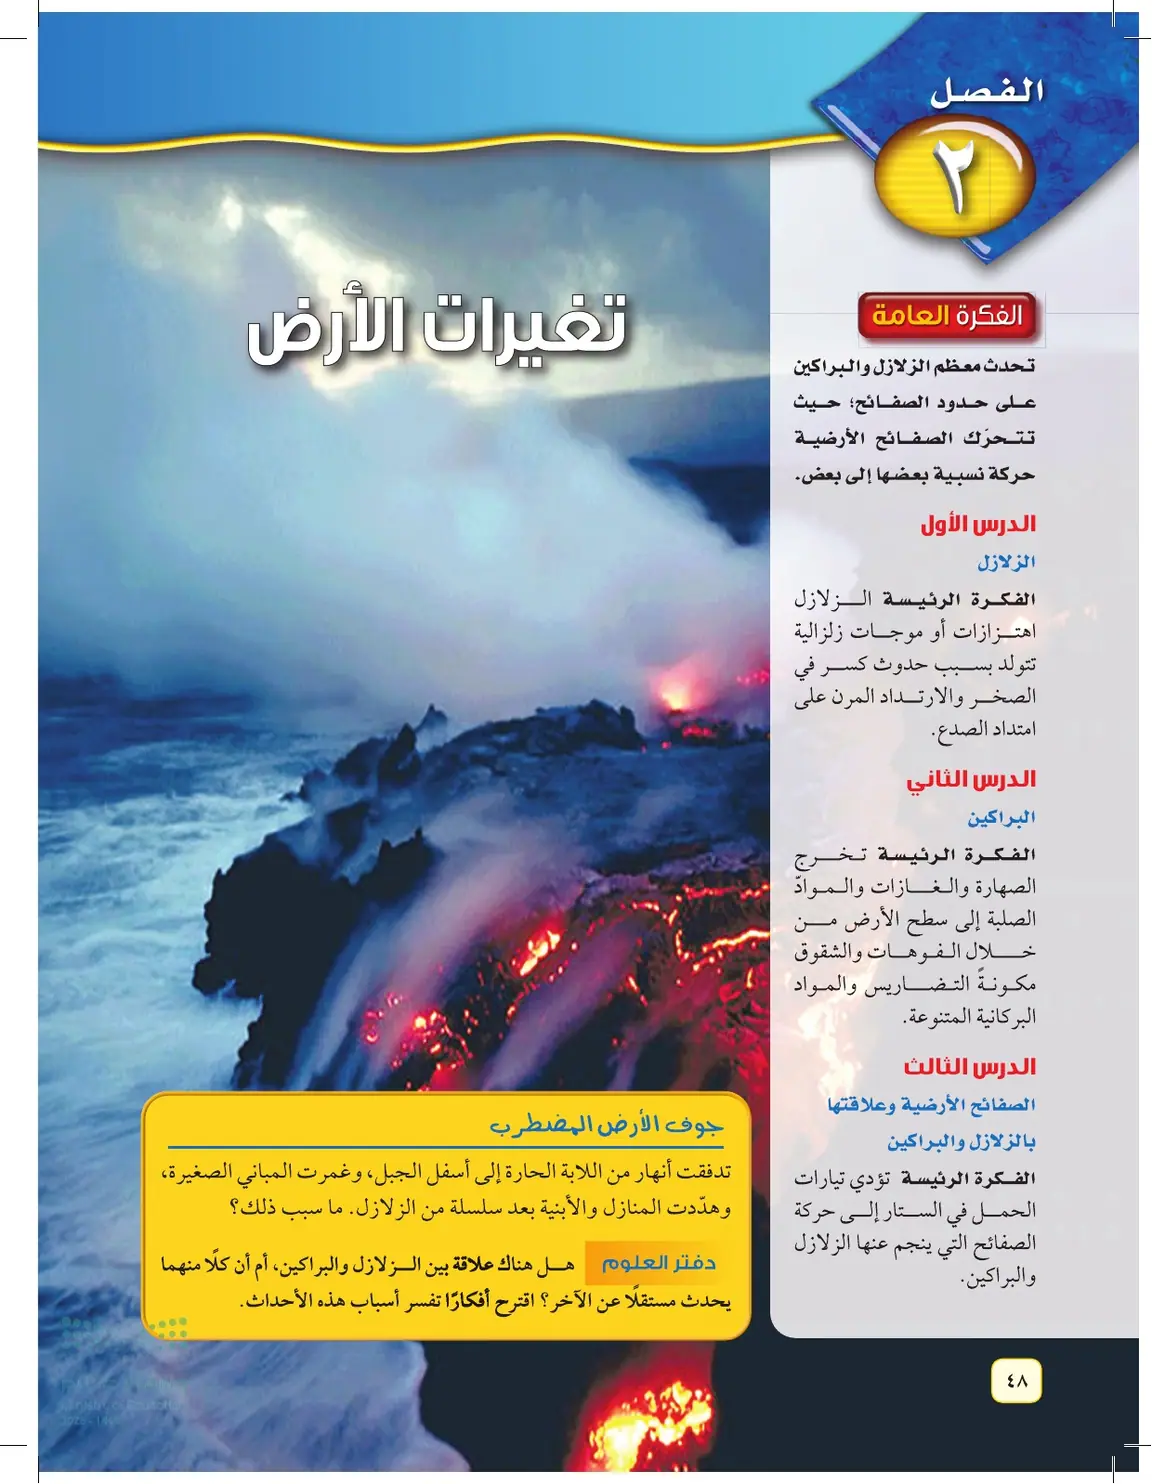 الفصل
٢
الفكرة العامة
تحدث معظم الزلازل والبراكين
على حدود الصفائح؛ حيث
تتحرّك الصفائح الأرضية
حركة نسبية بعضها إلى بعض.
الدرس الأول
الزلازل
الفكرة الرئيسة الزلازل
اهتزازات أو موجات زلزالية
تتولد بسبب حدوث كسر في
الصخر والارتداد المرن على
امتداد الصدع.
الدرس الثاني
البراكين
الفكرة الرئيسة تخرج
الصهارة والغازات والموادّ
الصلبة إلى سطح الأرض من
خلال الفوهات والشقوق
مكونةً التضاريس والمواد
البركانية المتنوعة.
الدرس الثالث
الصفائح الأرضية وعلاقتها
بالزلازل والبراكين
الفكرة الرئيسة تؤدي تيارات
الحمل في الستار إلى حركة
الصفائح التي ينجم عنها الزلازل
والبراكين.
تغيرات الأرض
جوف الأرض المضطرب
تدفقت أنهار من اللابة الحارة إلى أسفل الجبل، وغمرت المباني الصغيرة،
وهدّدت المنازل والأبنية بعد سلسلة من الزلازل. ما سبب ذلك؟
دفتر العلوم هل هناك علاقة بين الزلازل والبراكين، أم أن كلًا منهما
يحدث مستقلًا عن الآخر؟ اقترح أفكارًا تفسر أسباب هذه الأحداث.
٤٨